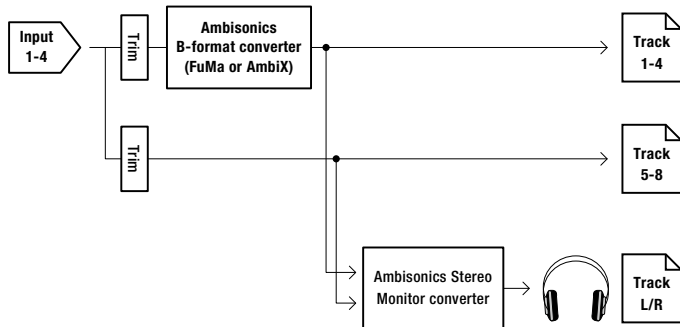 Input
1-4
Trim
Ambisonics
B-format converter
(FuMa or AmbiX)
Track
1-4
Trim
Track
5-8
Ambisonics Stereo
Monitor converter
Track
L/R